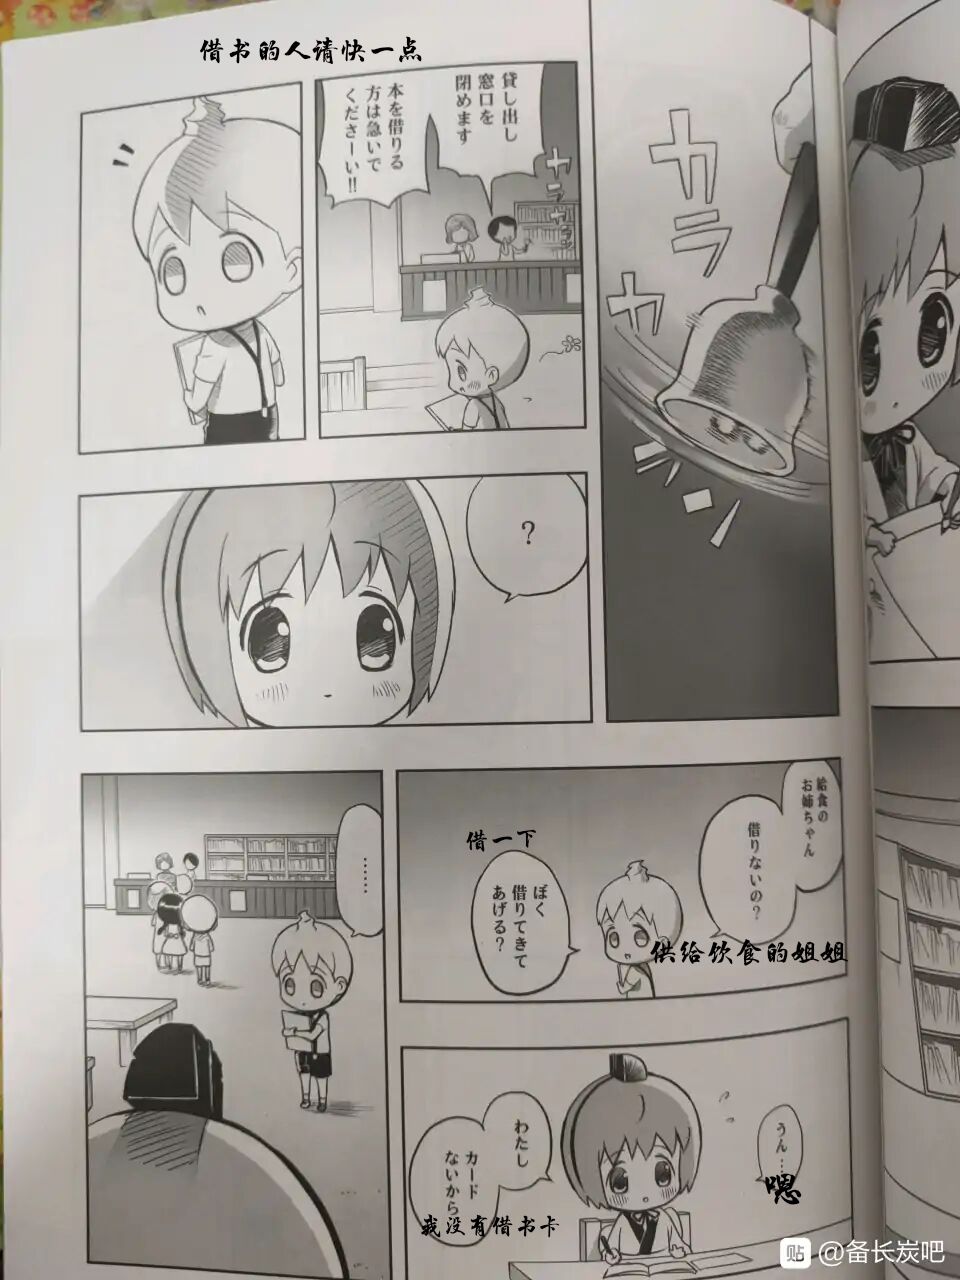 借书的人请快一点
カラ
カ
貸し出し
窓口を
閉めます
カラ
カラン
本を借りる
方は急いで
くださーい!!
?
給食の
お姉ちゃん
借りないの?
供给饮食的姐姐
借一下
ぼく
借りてきて
あげる?
うん…
嗯
わたし
カード
ないから
我没有借书卡
……
贴 @备长炭吧